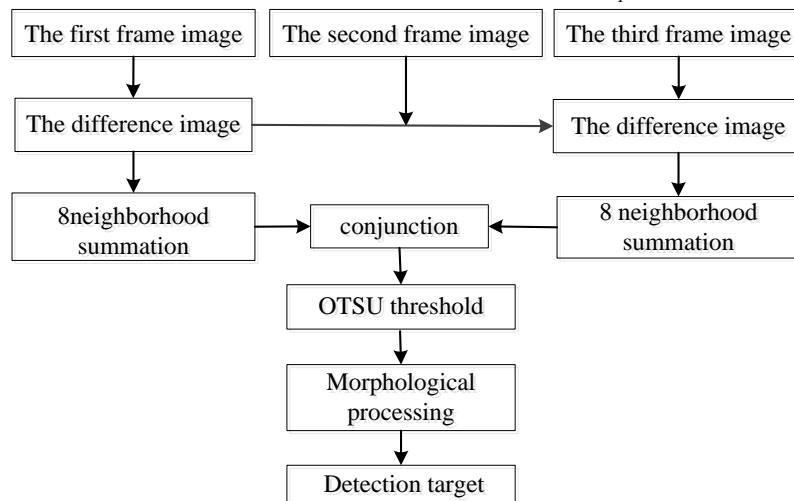 The first frame image
The second frame image
The third frame image
The difference image
The difference image
8neighborhood
summation
conjunction
8 neighborhood
summation
OTSU threshold
Morphological
processing
Detection target